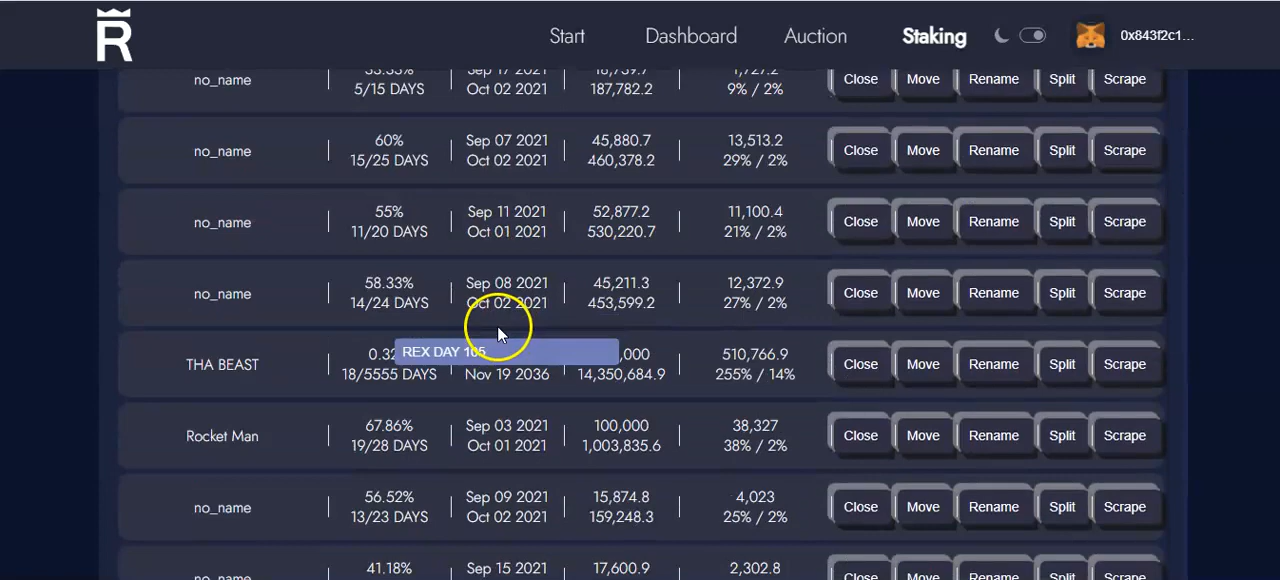 R
Start
Dashboard
Auction
Staking
0x843f2c1...
no_name
5/15 DAYS
Oct 02 2021
187,782.2
9% / 2%
Close
Move
Rename
Split
Scrape
no_name
60%
15/25 DAYS
Sep 07 2021
Oct 02 2021
45,880.7
460,378.2
13,513.2
29% / 2%
Close
Move
Rename
Split
Scrape
no_name
55%
11/20 DAYS
Sep 11 2021
Oct 01 2021
52,877.2
530,220.7
11,100.4
21% / 2%
Close
Move
Rename
Split
Scrape
no_name
58.33%
14/24 DAYS
Sep 08 2021
Oct 02 2021
45,211.3
453,599.2
12,372.9
27% / 2%
Close
Move
Rename
Split
Scrape
THA BEAST
18/5555 DAYS
REX DAY 105
Nov 19 2036
14,350,684.9
510,766.9
255% / 14%
Close
Move
Rename
Split
Scrape
Rocket Man
67.86%
19/28 DAYS
Sep 03 2021
Oct 01 2021
100,000
1,003,835.6
38,327
38% / 2%
Close
Move
Rename
Split
Scrape
no_name
56.52%
13/23 DAYS
Sep 09 2021
Oct 02 2021
15,874.8
159,248.3
4,023
25% / 2%
Close
Move
Rename
Split
Scrape
no_name
41.18%
Sep 15 2021
17,600.9
2,302.8
Close
Move
Rename
Split
Scrape